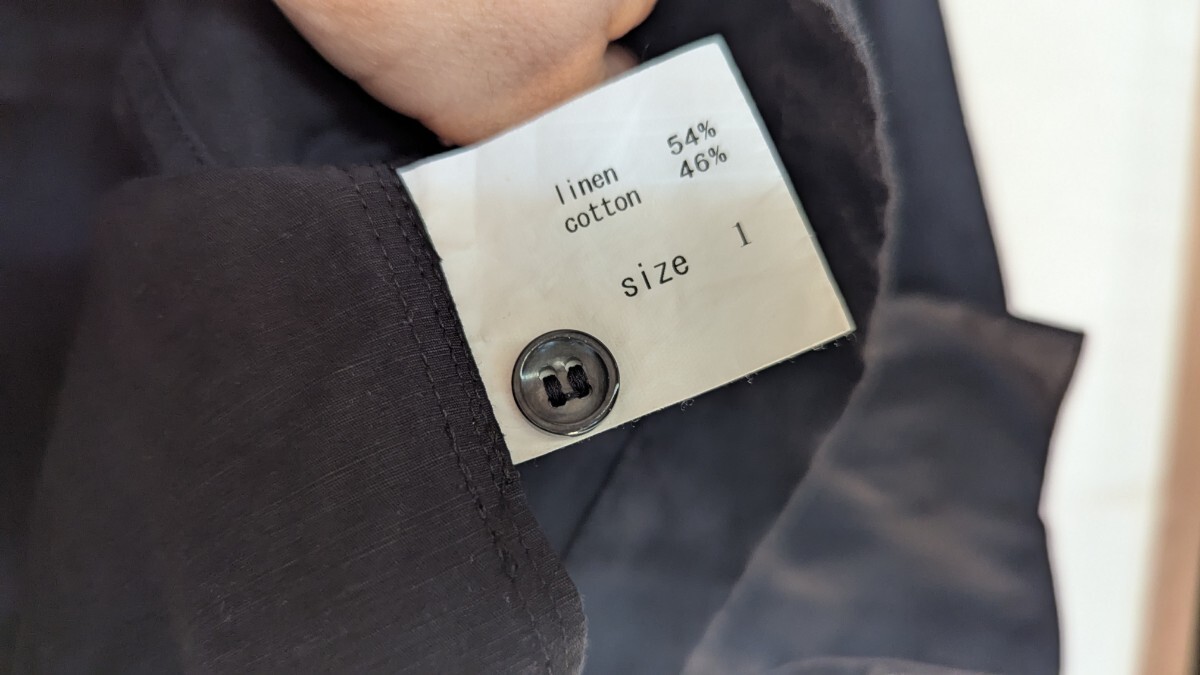 linen 54%
cotton 46%
size 1